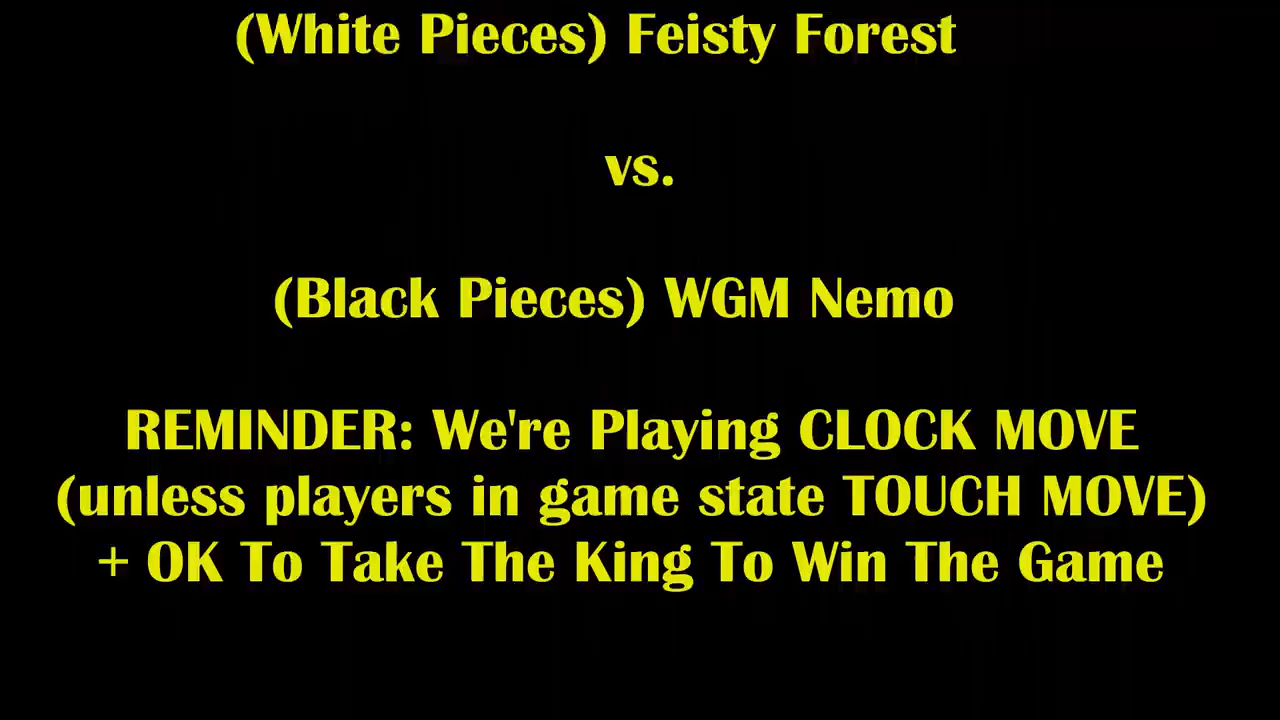 (White Pieces) Feisty Forest
vs.
(Black Pieces) WGM Nemo
REMINDER: We're Playing CLOCK MOVE
(unless players in game state TOUCH MOVE)
+ OK To Take The King To Win The Game